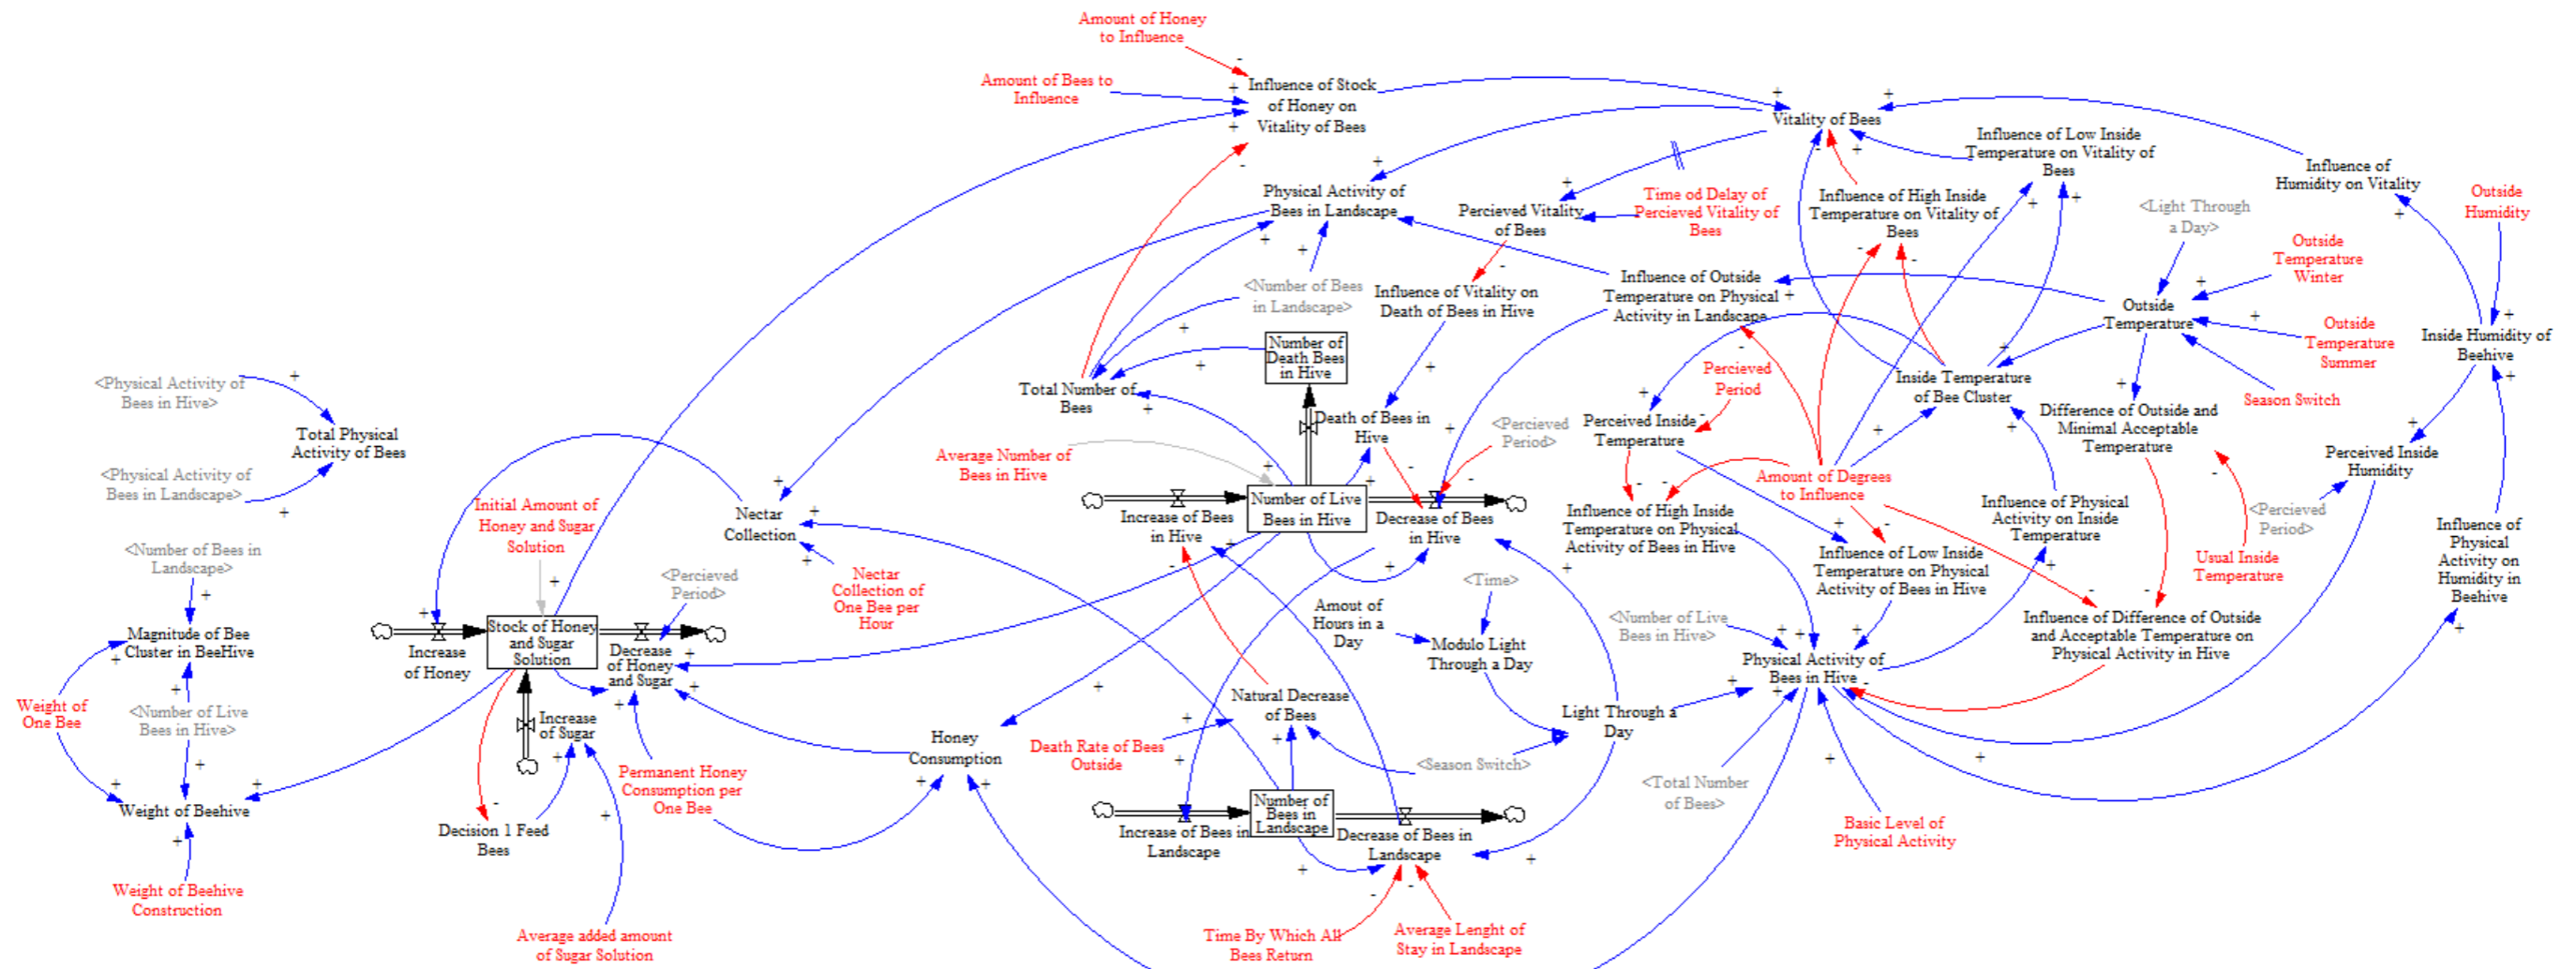 Amount of Honey
to Influence
Amount of Bees to
Influence
Influence of Stock
of Honey on
Vitality of Bees
Vitality of Bees
Influence of Low Inside
Temperature on Vitality of
Bees
Influence of
Humidity on Vitality
Outside
Humidity
Physical Activity of
Bees in Landscape
Percieved Vitality
of Bees
Time od Delay of
Percieved Vitality of
Bees
Influence of High Inside
Temperature on Vitality of
Bees
<Light Through
a Day>
Outside
Temperature
Winter
<Number of Bees
in Landscape>
Influence of Vitality on
Death of Bees in Hive
Influence of Outside
Temperature on Physical
Activity in Landscape
Outside
Temperature
Outside
Temperature
Summer
Inside Humidity of
Beehive
Number of
Death Bees
in Hive
<Physical Activity of
Bees in Hive>
Total Number of
Bees
Percieved
Period
Inside Temperature
of Bee Cluster
Season Switch
Total Physical
Activity of Bees
Death of Bees in
Hive
<Percieved
Period>
Perceived Inside
Temperature
Difference of Outside and
Minimal Acceptable
Temperature
Average Number of
Bees in Hive
Perceived Inside
Humidity
<Physical Activity of
Bees in Landscape>
Initial Amount of
Honey and Sugar
Solution
Nectar
Collection
Increase of Bees
in Hive
Number of Live
Bees in Hive
Decrease of Bees
in Hive
Amount of Degrees
to Influence
Influence of High Inside
Temperature on Physical
Activity of Bees in Hive
Influence of Physical
Activity on Inside
Temperature
<Percieved
Period>
Influence of
Physical
Activity on
Humidity in
Beehive
<Number of Bees in
Landscape>
<Percieved
Period>
Nectar
Collection of
One Bee per
Hour
<Time>
Influence of Low Inside
Temperature on Physical
Activity of Bees in Hive
Usual Inside
Temperature
Magnitude of Bee
Cluster in BeeHive
Increase
of Honey
Stock of Honey
and Sugar
Solution
Decrease
of Honey
and Sugar
Amout of
Hours in a
Day
Modulo Light
Through a Day
<Number of Live
Bees in Hive>
Influence of Difference of Outside
and Acceptable Temperature on
Physical Activity in Hive
Physical Activity of
Bees in Hive
Weight of
One Bee
<Number of Live
Bees in Hive>
Increase
of Sugar
Natural Decrease
of Bees
Light Through a
Day
Honey
Consumption
Death Rate of Bees
Outside
<Season Switch>
Permanent Honey
Consumption per
One Bee
<Total Number
of Bees>
Weight of Beehive
Decision 1 Feed
Bees
Increase of Bees in
Landscape
Number of
Bees in
Landscape
Decrease of Bees in
Landscape
Basic Level of
Physical Activity
Weight of Beehive
Construction
Average added amount
of Sugar Solution
Time By Which All
Bees Return
Average Lenght of
Stay in Landscape